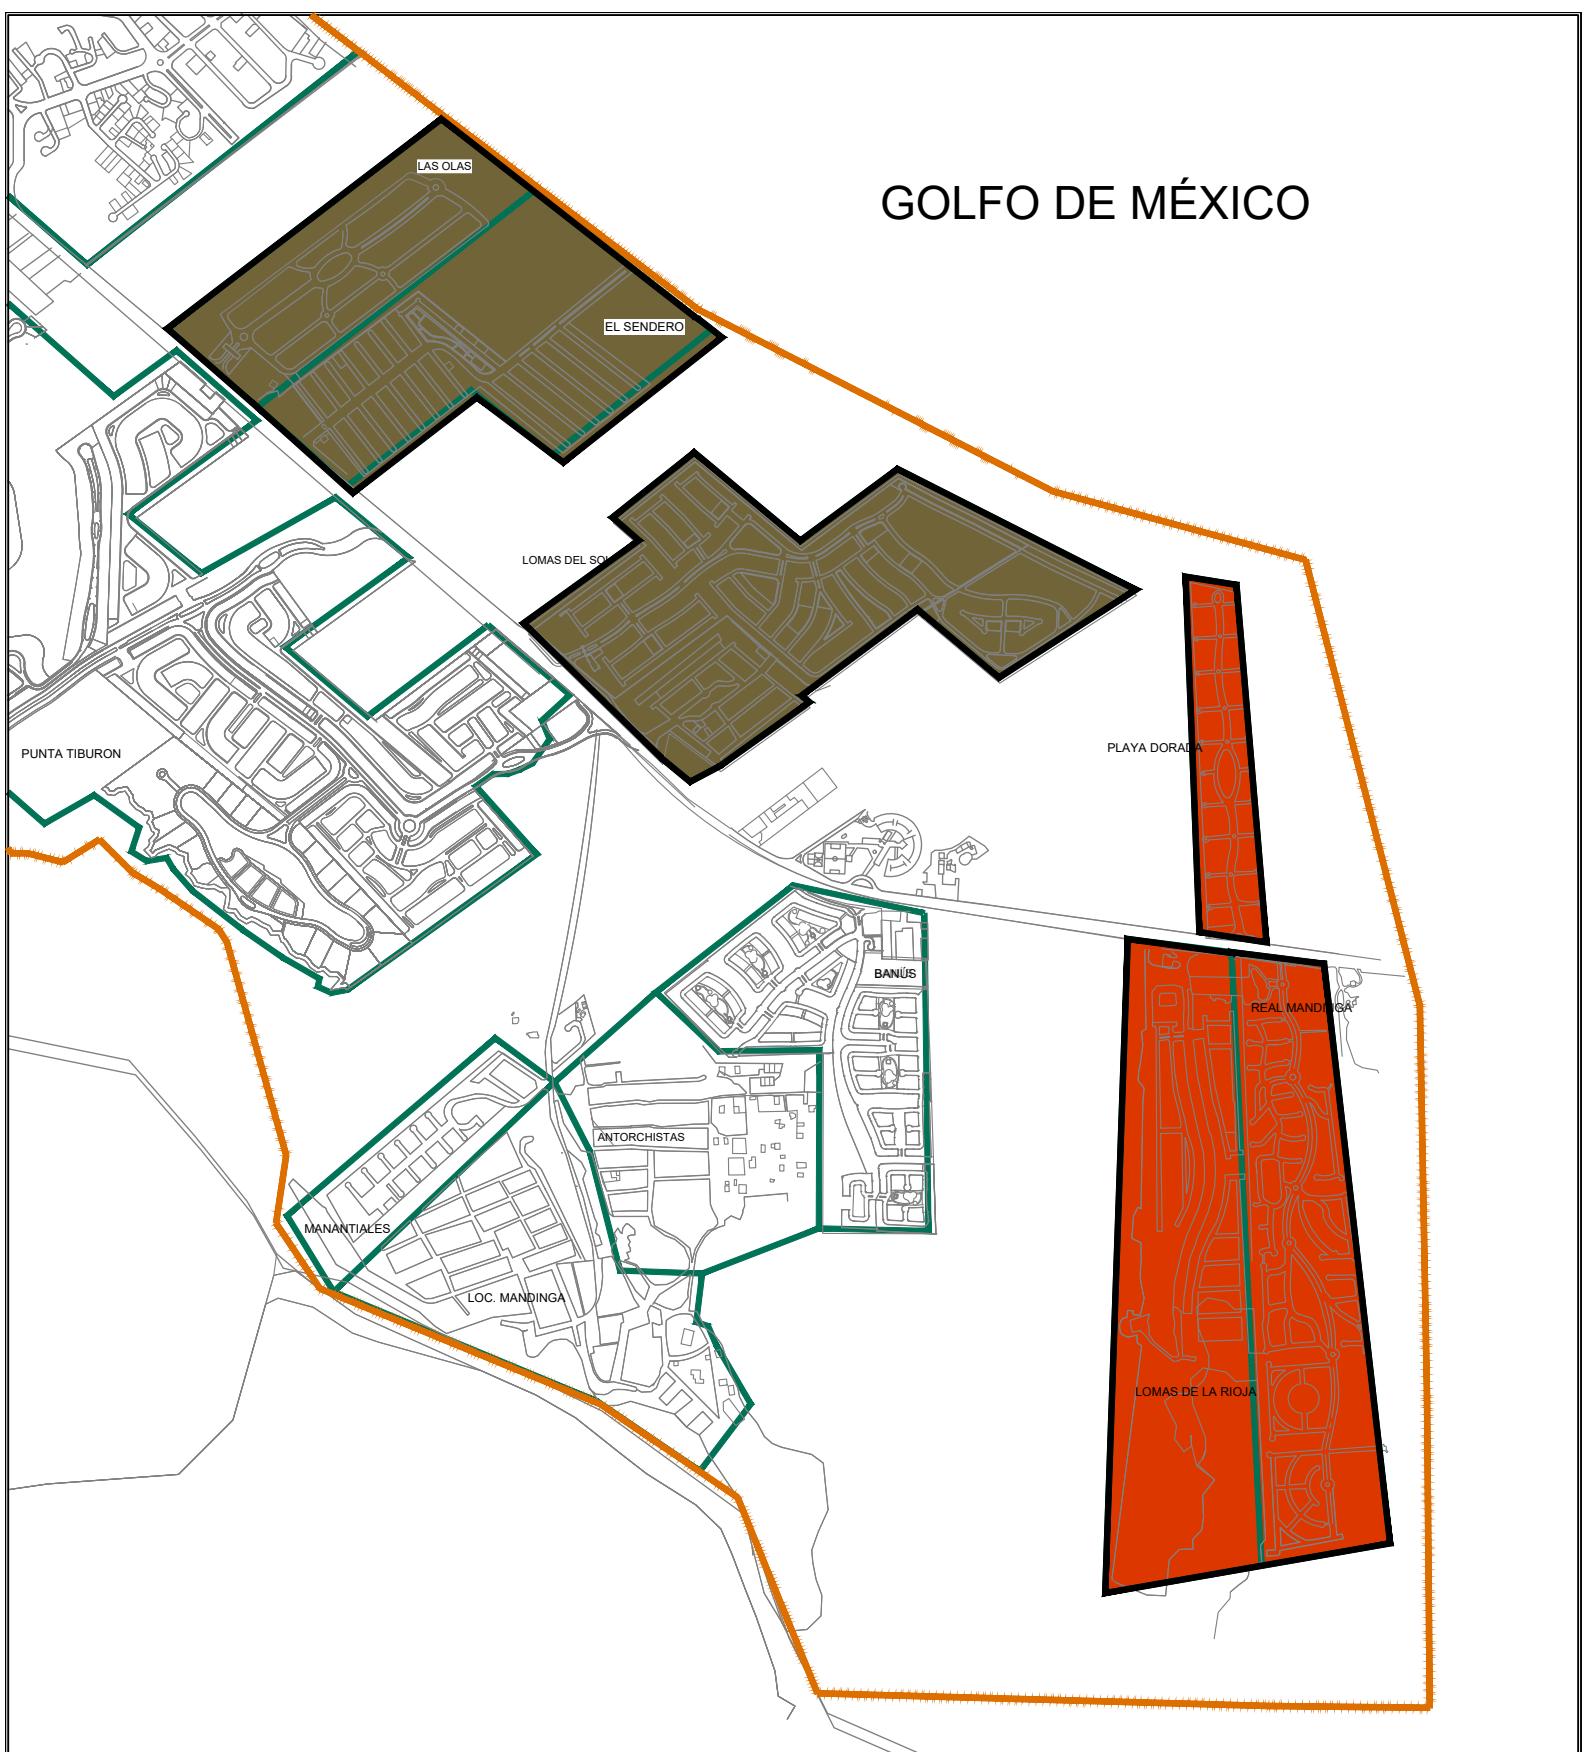 LAS OLAS
GOLFO DE MÉXICO
EL SENDERO
LOMAS DEL SOL
PLAYA DORADA
PUNTA TIBURON
BANÚS
REAL MANDINGA
ANTORCHISTAS
MANANTIALES
LOC. MANDINGA
LOMAS DE LA RIOJA